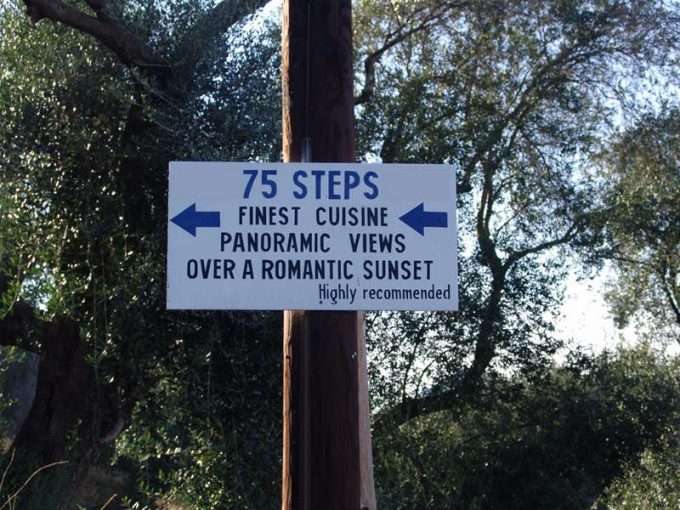 75 STEPS
FINEST CUISINE
PANORAMIC VIEWS
OVER A ROMANTIC SUNSET
Highly recommended